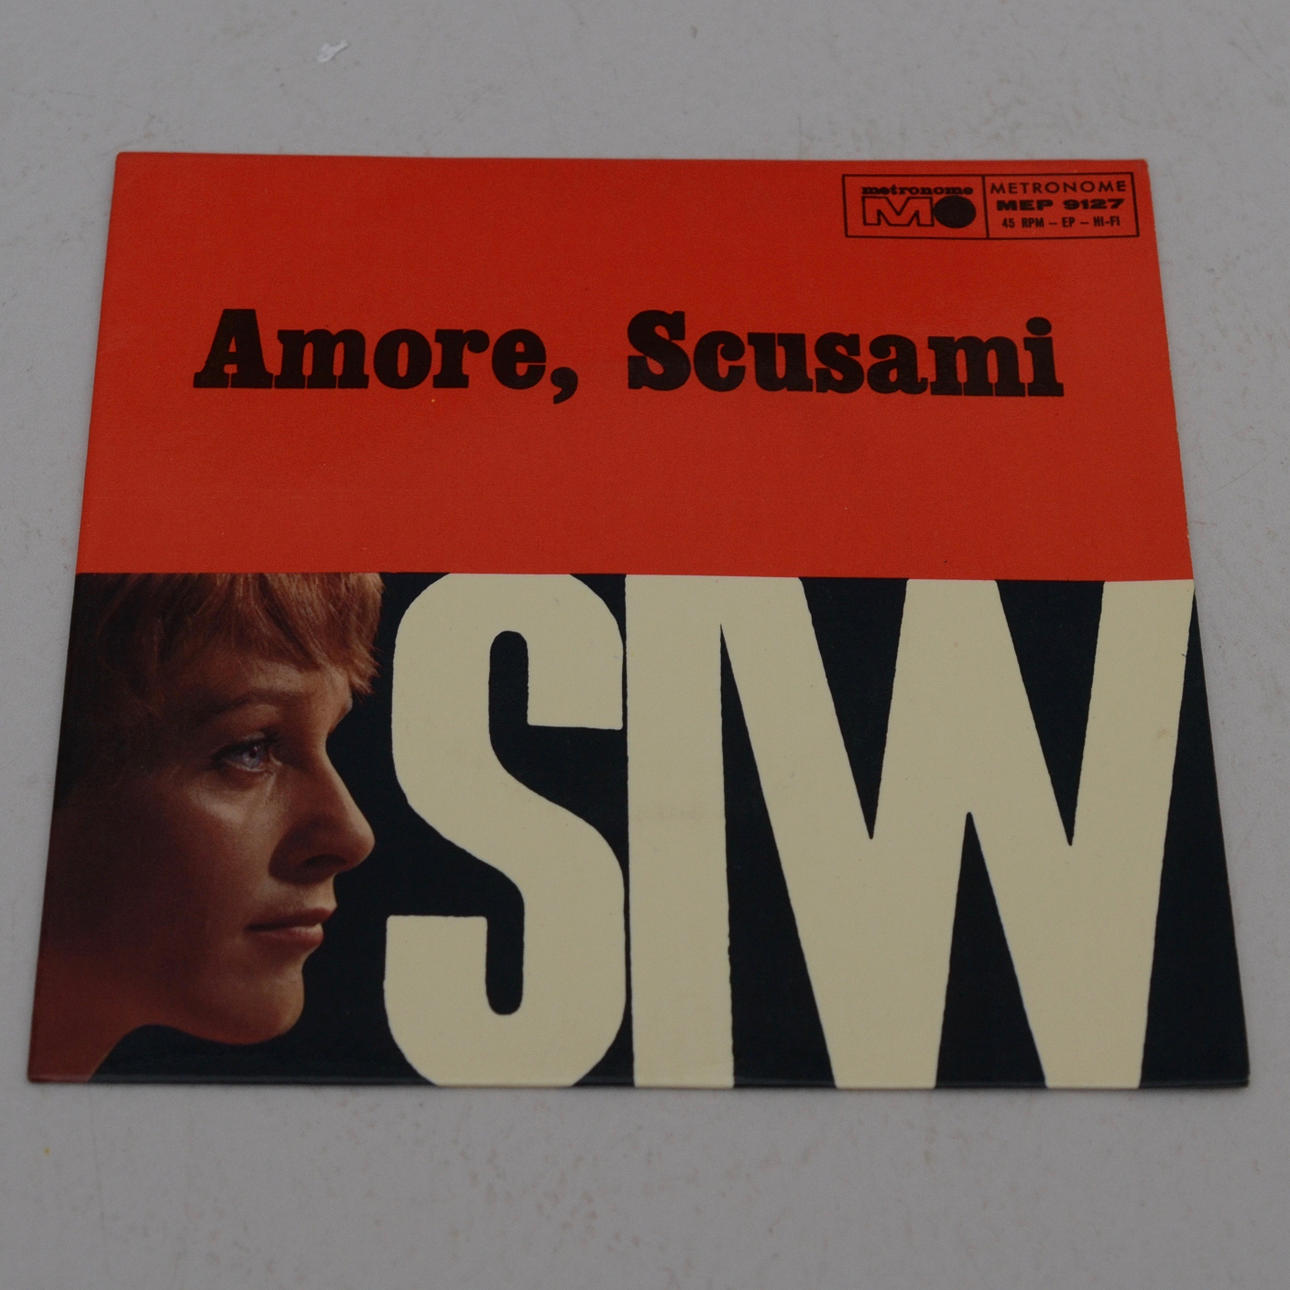 metronome
METRONOME
MEP 9127
45 RPM – EP – HI-FI
Amore, Scusami
SIW